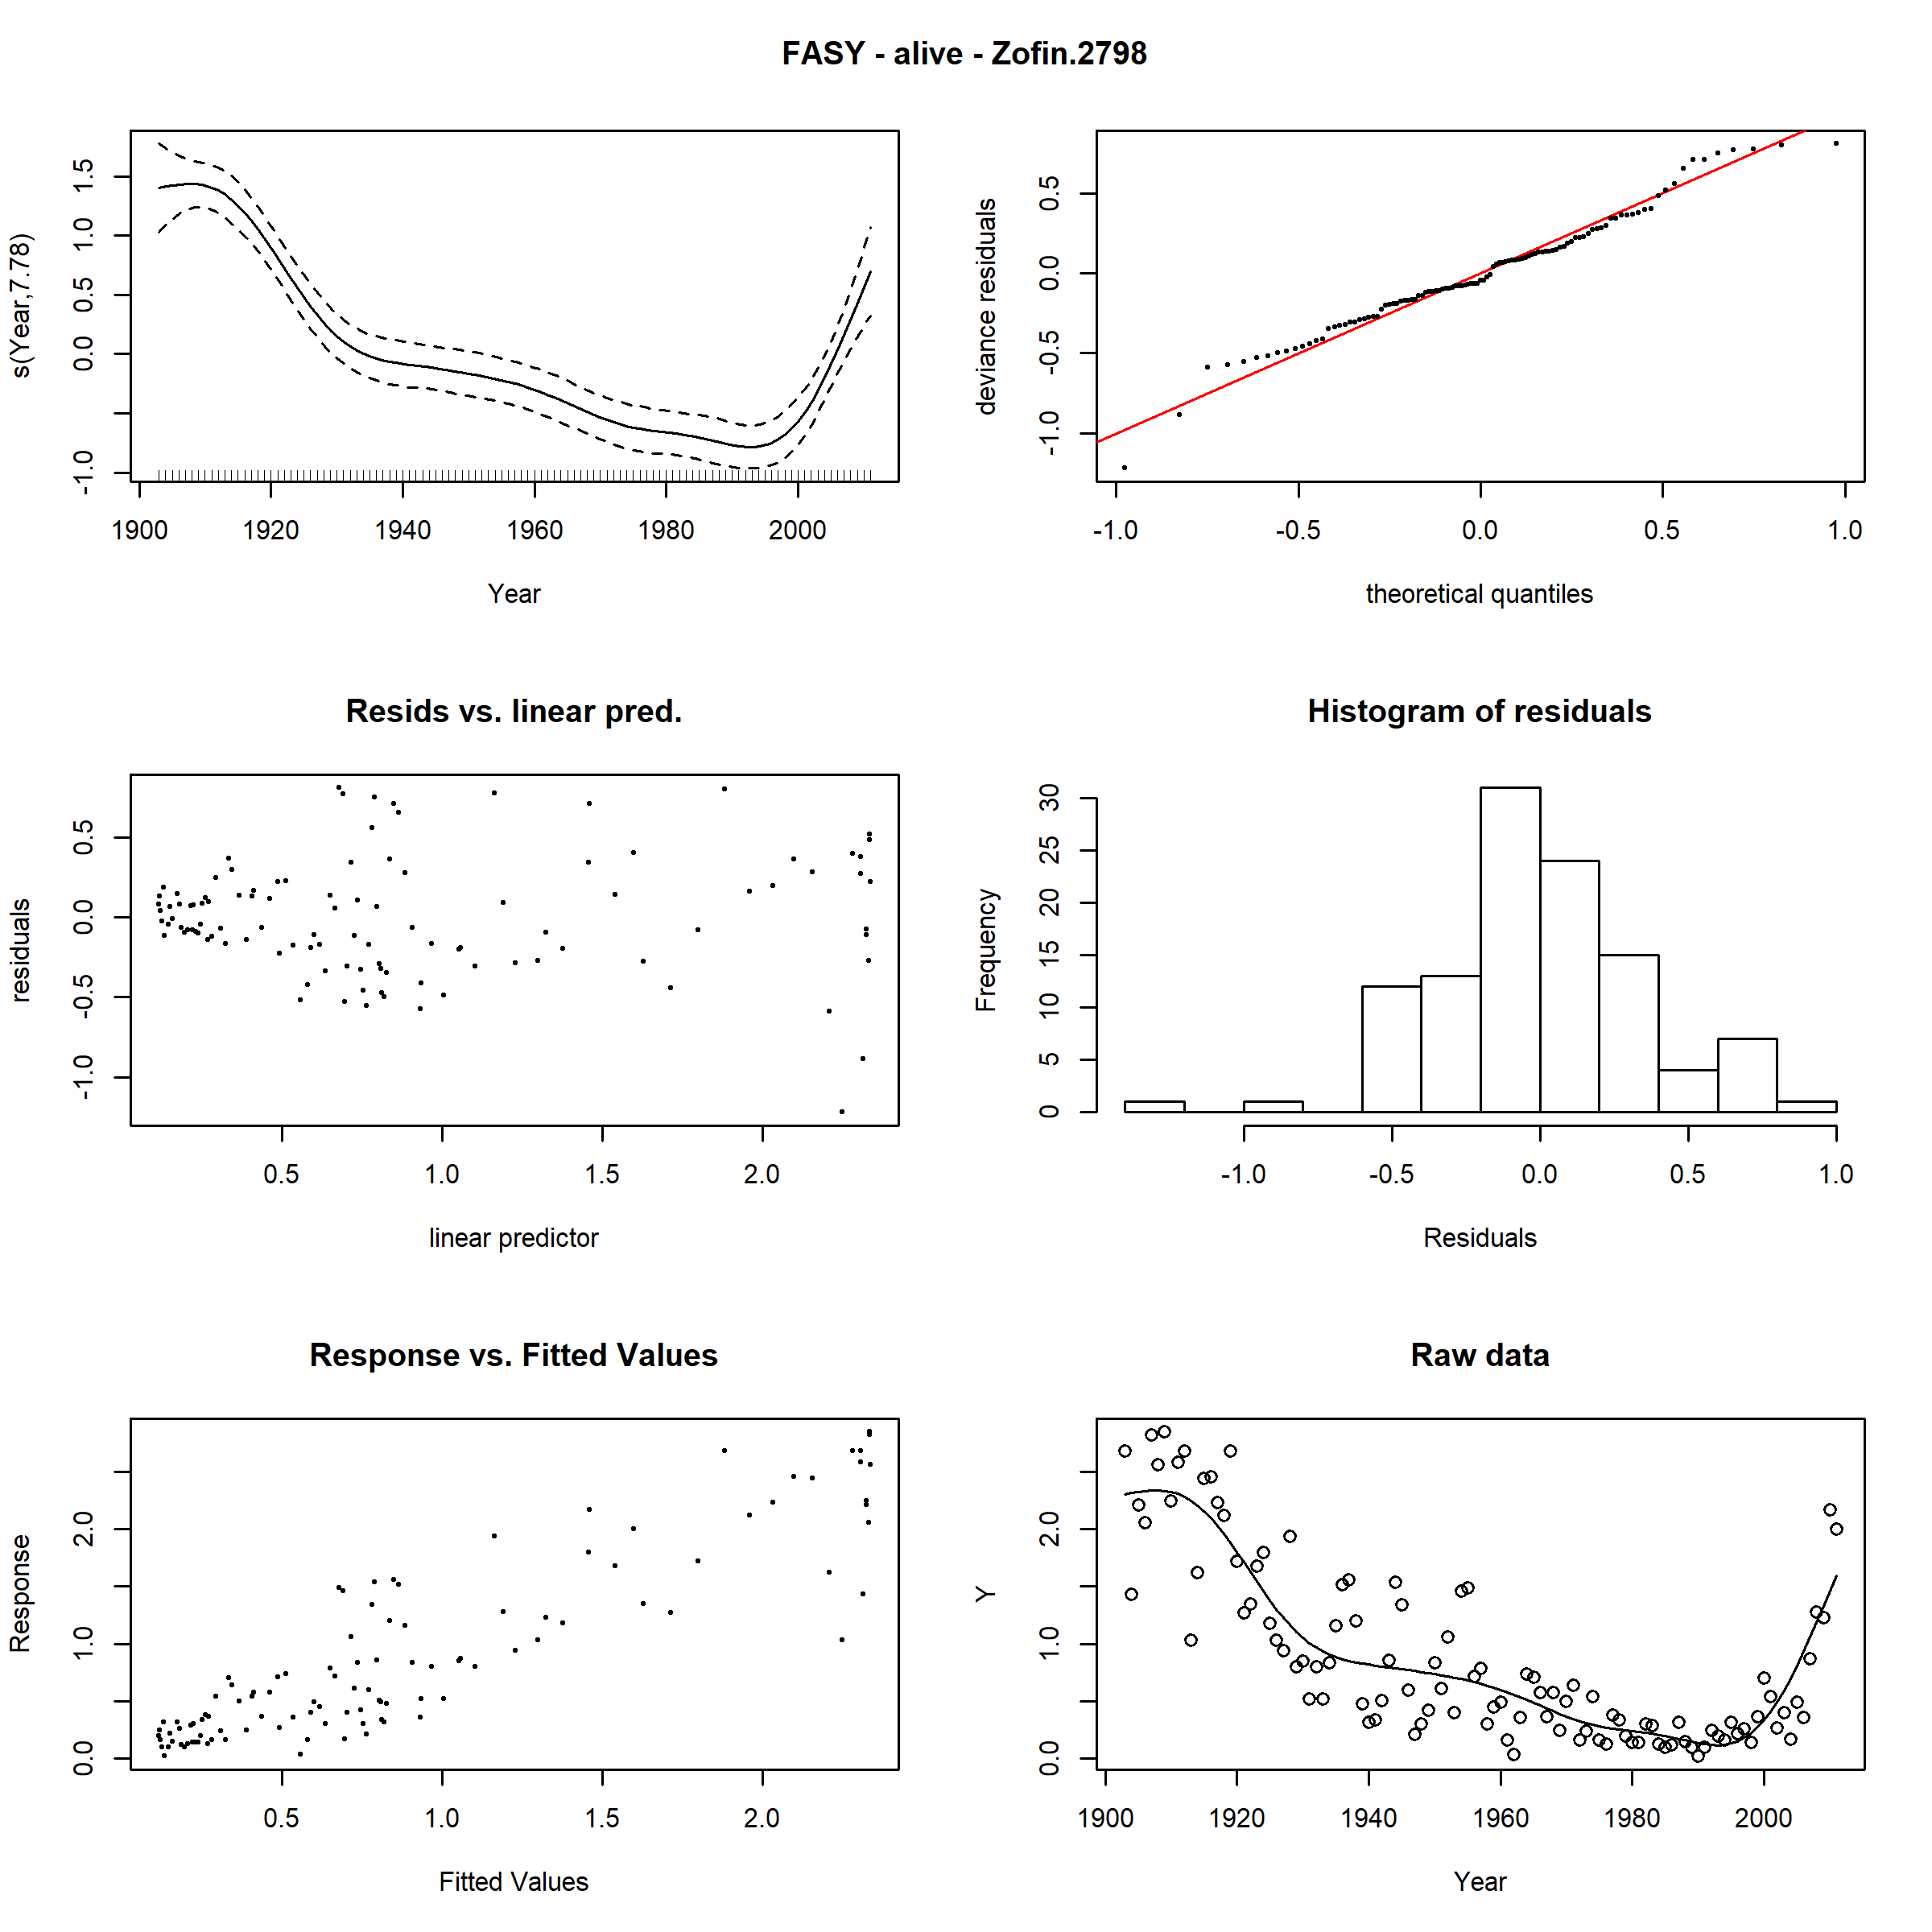 FASY - alive - Zofin.2798
s(Year,7.78)
-1.0 0.0 0.5 1.0 1.5
1900 1920 1940 1960 1980 2000
Year
deviance residuals
-1.0 -0.5 0.0 0.5
-1.0 -0.5 0.0 0.5 1.0
theoretical quantiles
Resids vs. linear pred.
residuals
-1.0 -0.5 0.0 0.5
0.5 1.0 1.5 2.0
linear predictor
Histogram of residuals
Frequency
0 5 10 15 20 25 30
-1.0 -0.5 0.0 0.5 1.0
Residuals
Response vs. Fitted Values
Response
0.0 1.0 2.0
0.5 1.0 1.5 2.0
Fitted Values
Raw data
Y
0.0 1.0 2.0
1900 1920 1940 1960 1980 2000
Year